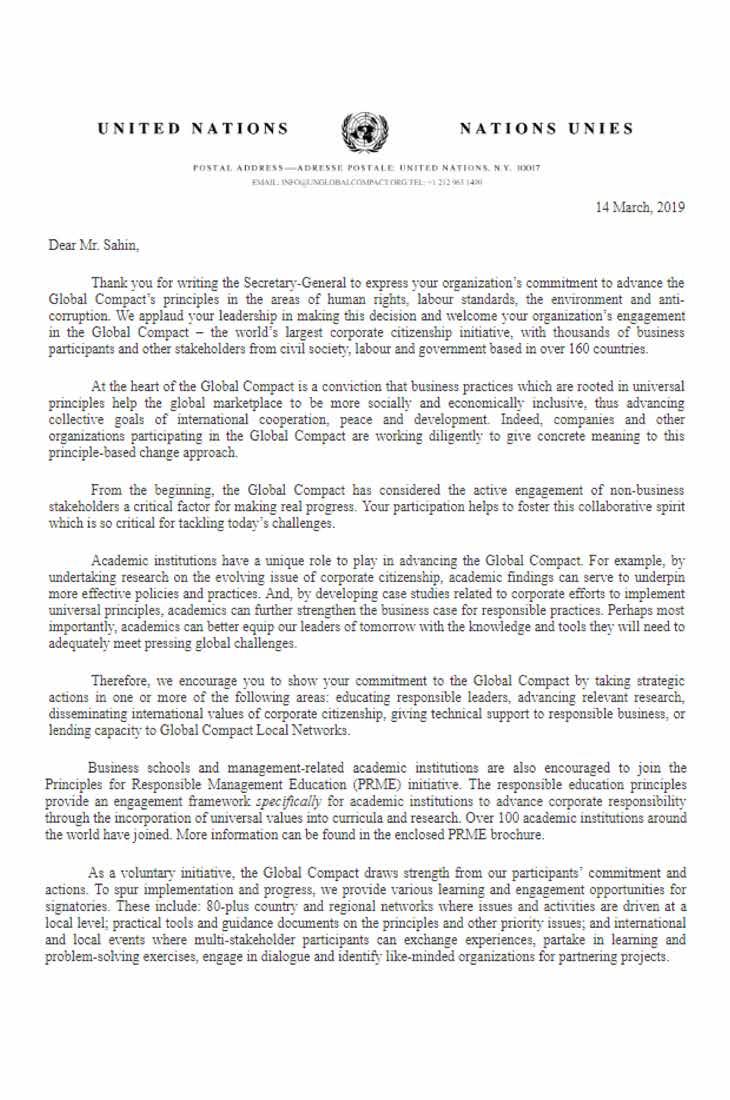 UNITED NATIONS NATIONS UNIES
POSTAL ADDRESS—ADRESSE POSTALE: UNITED NATIONS, N.Y. 10017
EMAIL: INFO@UNGLOBALCOMPACT.ORG TEL: +1 212 963 1490
14 March, 2019
Dear Mr. Sahin,
Thank you for writing the Secretary-General to express your organization’s commitment to advance the
Global Compact’s principles in the areas of human rights, labour standards, the environment and anti-
corruption. We applaud your leadership in making this decision and welcome your organization’s engagement
in the Global Compact – the world’s largest corporate citizenship initiative, with thousands of business
participants and other stakeholders from civil society, labour and government based in over 160 countries.
At the heart of the Global Compact is a conviction that business practices which are rooted in universal
principles help the global marketplace to be more socially and economically inclusive, thus advancing
collective goals of international cooperation, peace and development. Indeed, companies and other
organizations participating in the Global Compact are working diligently to give concrete meaning to this
principle-based change approach.
From the beginning, the Global Compact has considered the active engagement of non-business
stakeholders a critical factor for making real progress. Your participation helps to foster this collaborative spirit
which is so critical for tackling today’s challenges.
Academic institutions have a unique role to play in advancing the Global Compact. For example, by
undertaking research on the evolving issue of corporate citizenship, academic findings can serve to underpin
more effective policies and practices. And, by developing case studies related to corporate efforts to implement
universal principles, academics can further strengthen the business case for responsible practices. Perhaps most
importantly, academics can better equip our leaders of tomorrow with the knowledge and tools they will need to
adequately meet pressing global challenges.
Therefore, we encourage you to show your commitment to the Global Compact by taking strategic
actions in one or more of the following areas: educating responsible leaders, advancing relevant research,
disseminating international values of corporate citizenship, giving technical support to responsible business, or
lending capacity to Global Compact Local Networks.
Business schools and management-related academic institutions are also encouraged to join the
Principles for Responsible Management Education (PRME) initiative. The responsible education principles
provide an engagement framework specifically for academic institutions to advance corporate responsibility
through the incorporation of universal values into curricula and research. Over 100 academic institutions around
the world have joined. More information can be found in the enclosed PRME brochure.
As a voluntary initiative, the Global Compact draws strength from our participants’ commitment and
actions. To spur implementation and progress, we provide various learning and engagement opportunities for
signatories. These include: 80-plus country and regional networks where issues and activities are driven at a
local level; practical tools and guidance documents on the principles and other priority issues; and international
and local events where multi-stakeholder participants can exchange experiences, partake in learning and
problem-solving exercises, engage in dialogue and identify like-minded organizations for partnering projects.